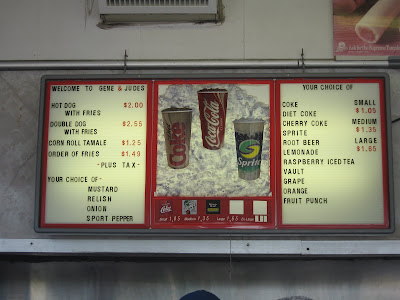 WELCOME TO GENE & JUDES
HOT DOG $2.00
WITH FRIES
DOUBLE DOG $2.55
WITH FRIES
CORN ROLL TAMALE $1.25
ORDER OF FRIES $1.49
-PLUS TAX-
YOUR CHOICE OF-
MUSTARD
RELISH
ONION
SPORT PEPPER
Coke
Coca-Cola
Sprite
YOUR CHOICE OF
COKE SMALL
DIET COKE $1.05
CHERRY COKE MEDIUM
SPRITE $1.35
ROOT BEER LARGE
LEMONADE $1.65
RASPBERRY ICED TEA
VAULT
GRAPE
ORANGE
FRUIT PUNCH